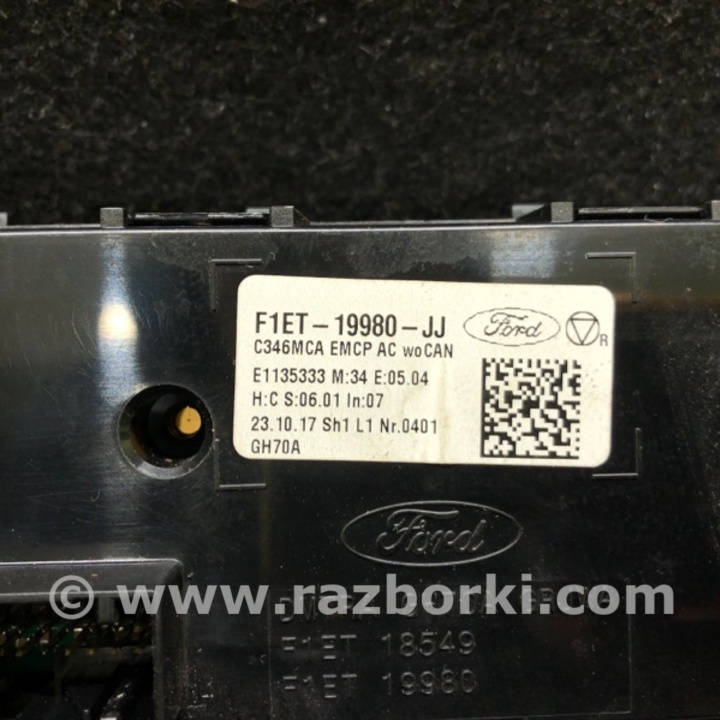 F1ET-19980-JJ Ford R
C346MCA EMCP AC woCAN
E1135333 M:34 E:05.04
H:C S:06.01 In:07
23.10.17 Sh1 L1 Nr.0401
GH70A
Ford
© www.razborki.com
F1ET 18549
F1ET 19980